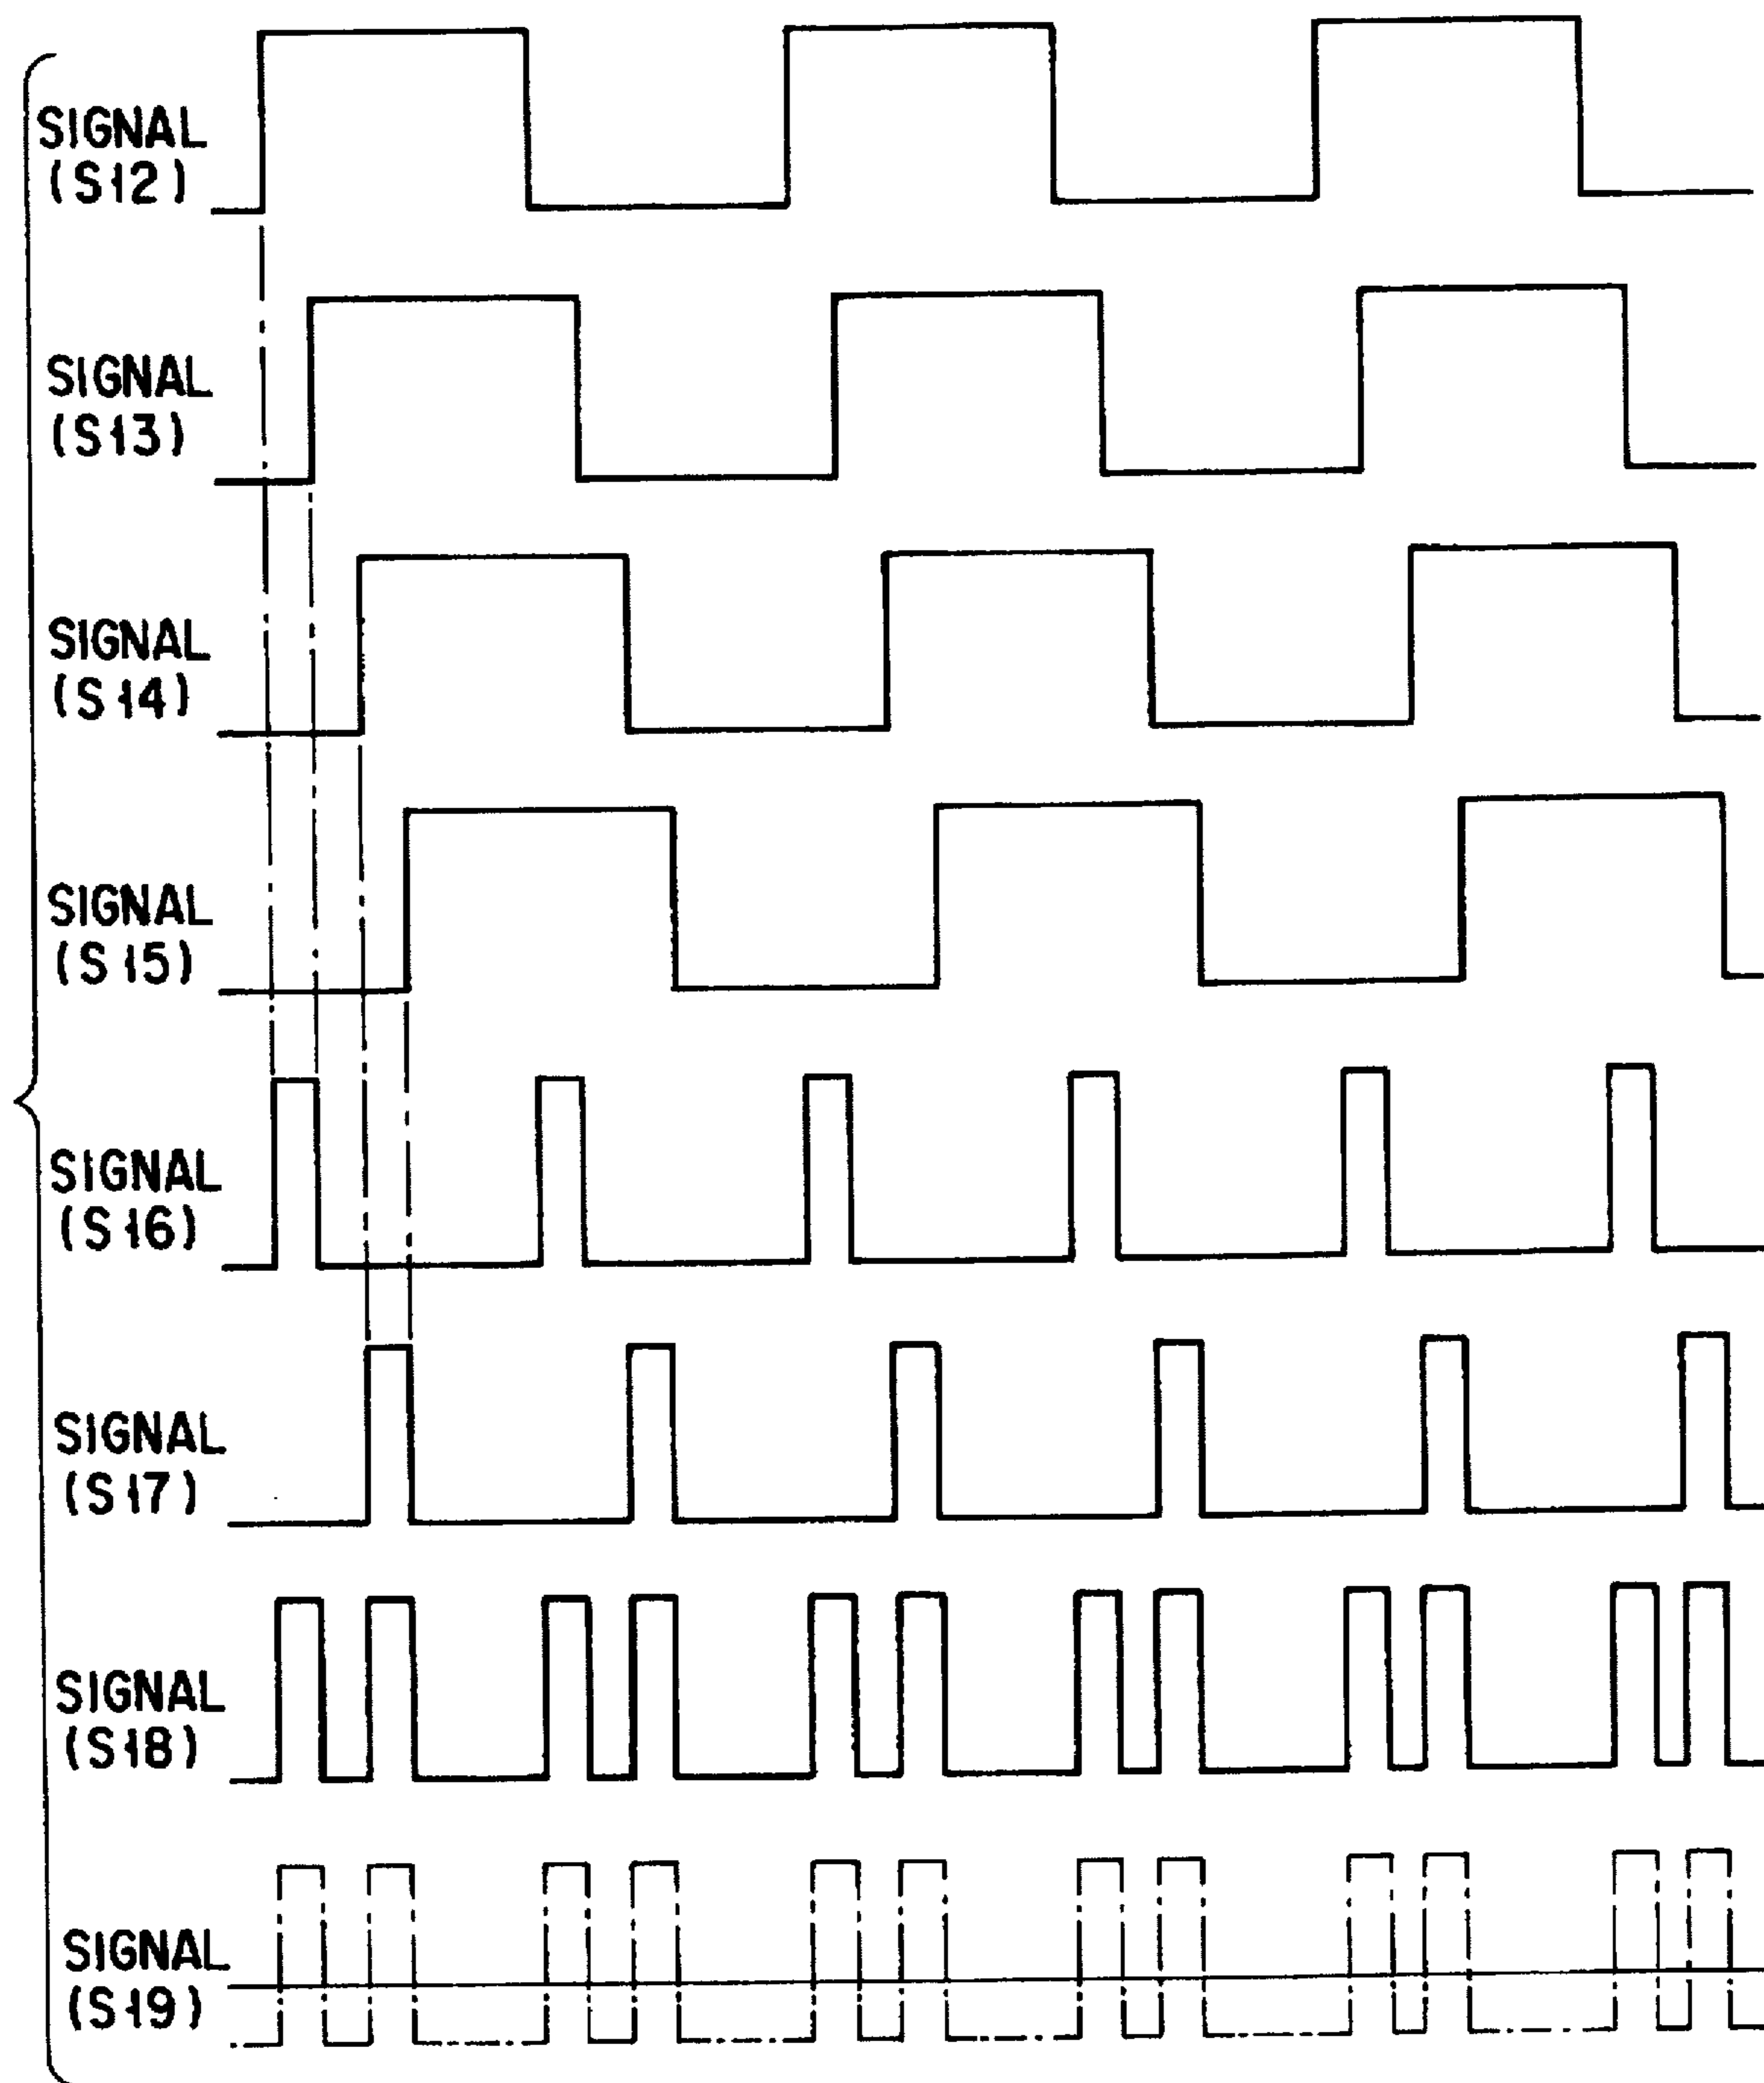 SIGNAL
(S12)
SIGNAL
(S13)
SIGNAL
(S14)
SIGNAL
(S15)
SIGNAL
(S16)
SIGNAL
(S17)
SIGNAL
(S18)
SIGNAL
(S19)